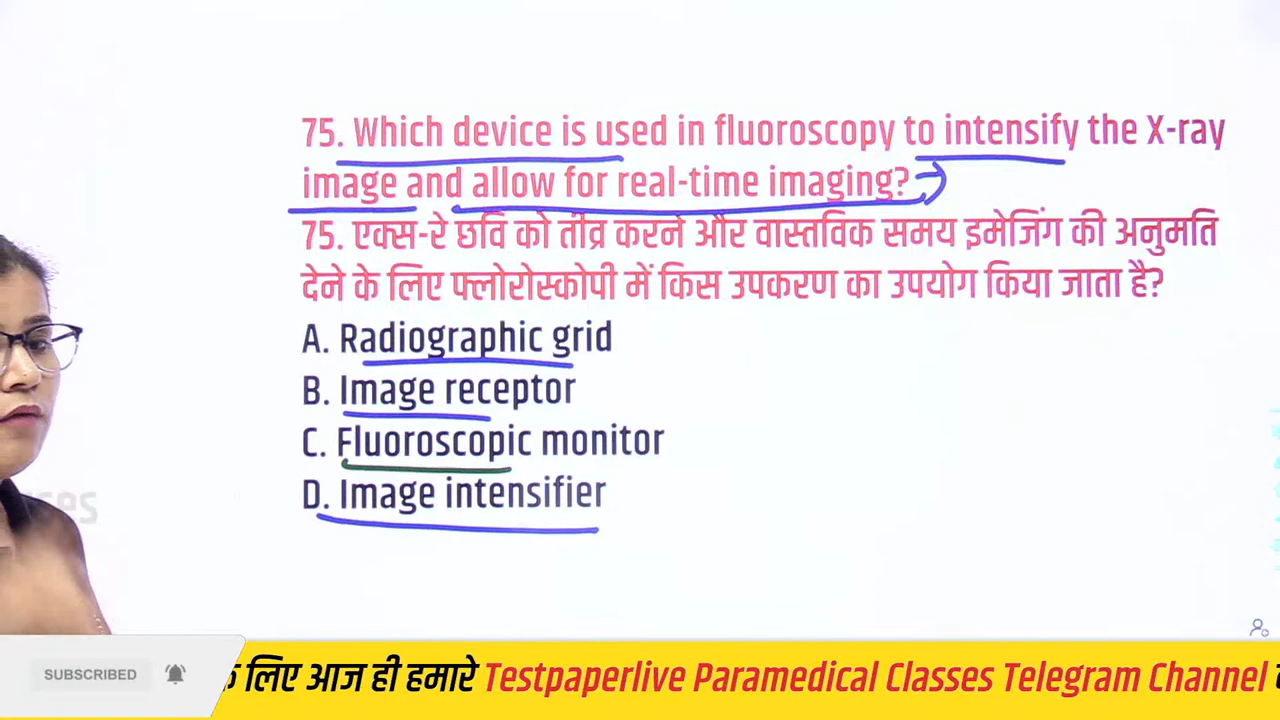 75. Which device is used in fluoroscopy to intensify the X-ray
image and allow for real-time imaging?
75. एक्स-रे छवि को तीव्र करने और वास्तविक समय इमेजिंग की अनुमति
देने के लिए फ्लोरोस्कोपी में किस उपकरण का उपयोग किया जाता है?
A. Radiographic grid
B. Image receptor
C. Fluoroscopic monitor
D. Image intensifier
SUBSCRIBED
लिए आज ही हमारे Testpaperlive Paramedical Classes Telegram Channel